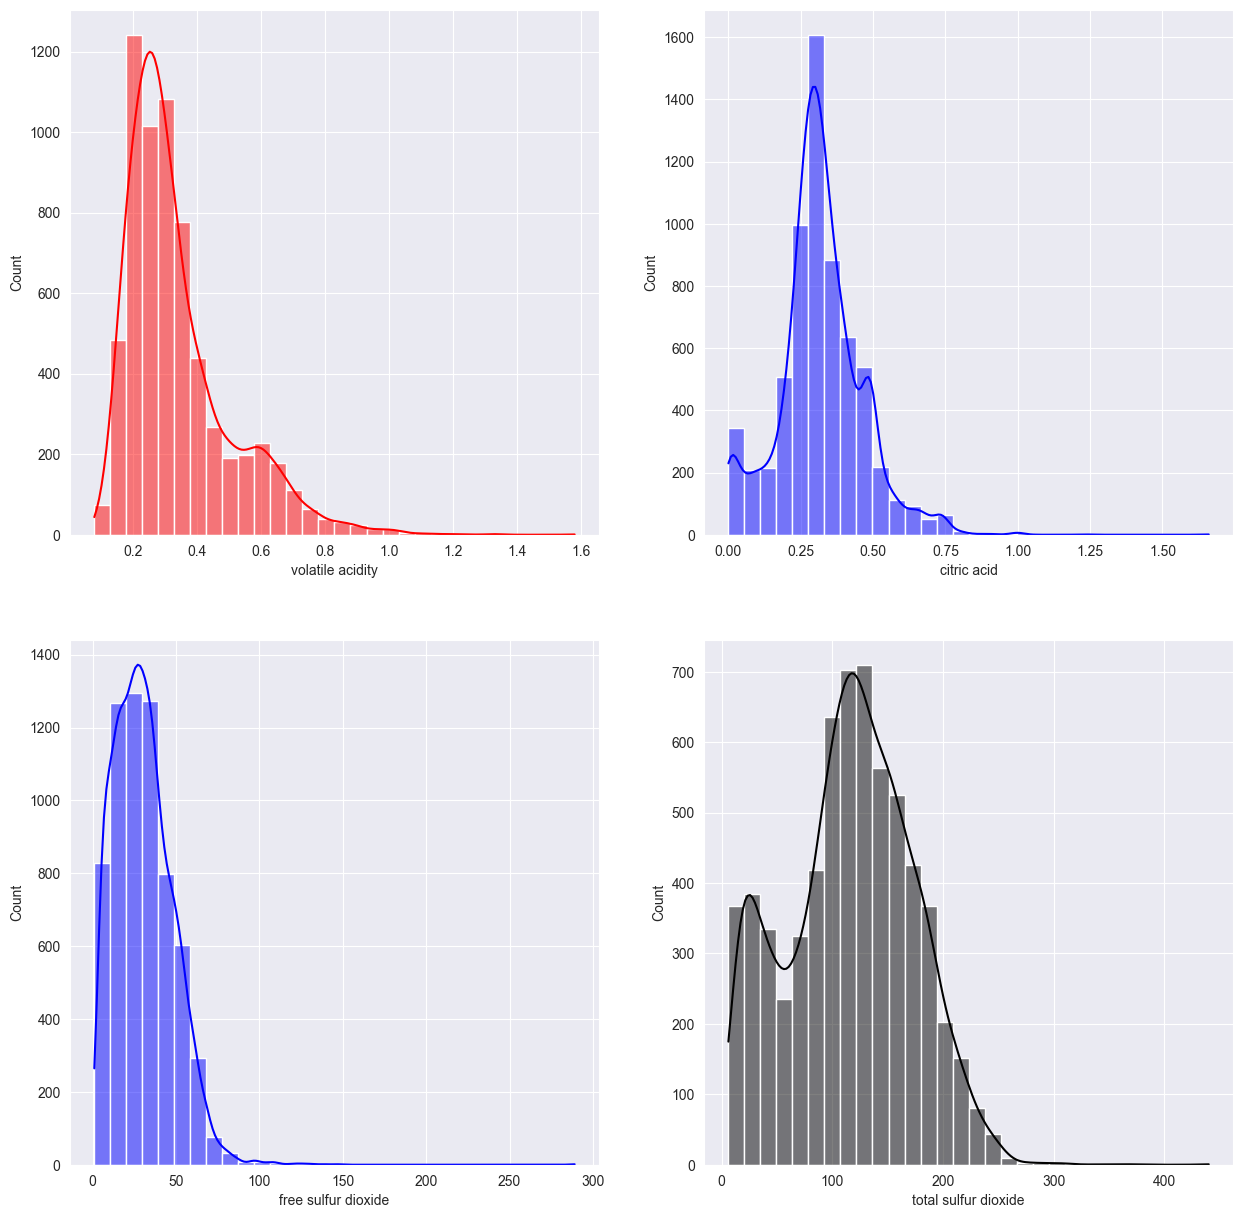 1200
1000
800
600
400
200
0
Count
0.2 0.4 0.6 0.8 1.0 1.2 1.4 1.6
volatile acidity
1600
1400
1200
1000
800
600
400
200
0
Count
0.00 0.25 0.50 0.75 1.00 1.25 1.50
citric acid
1400
1200
1000
800
600
400
200
0
Count
0 50 100 150 200 250 300
free sulfur dioxide
700
600
500
400
300
200
100
0
Count
0 100 200 300 400
total sulfur dioxide